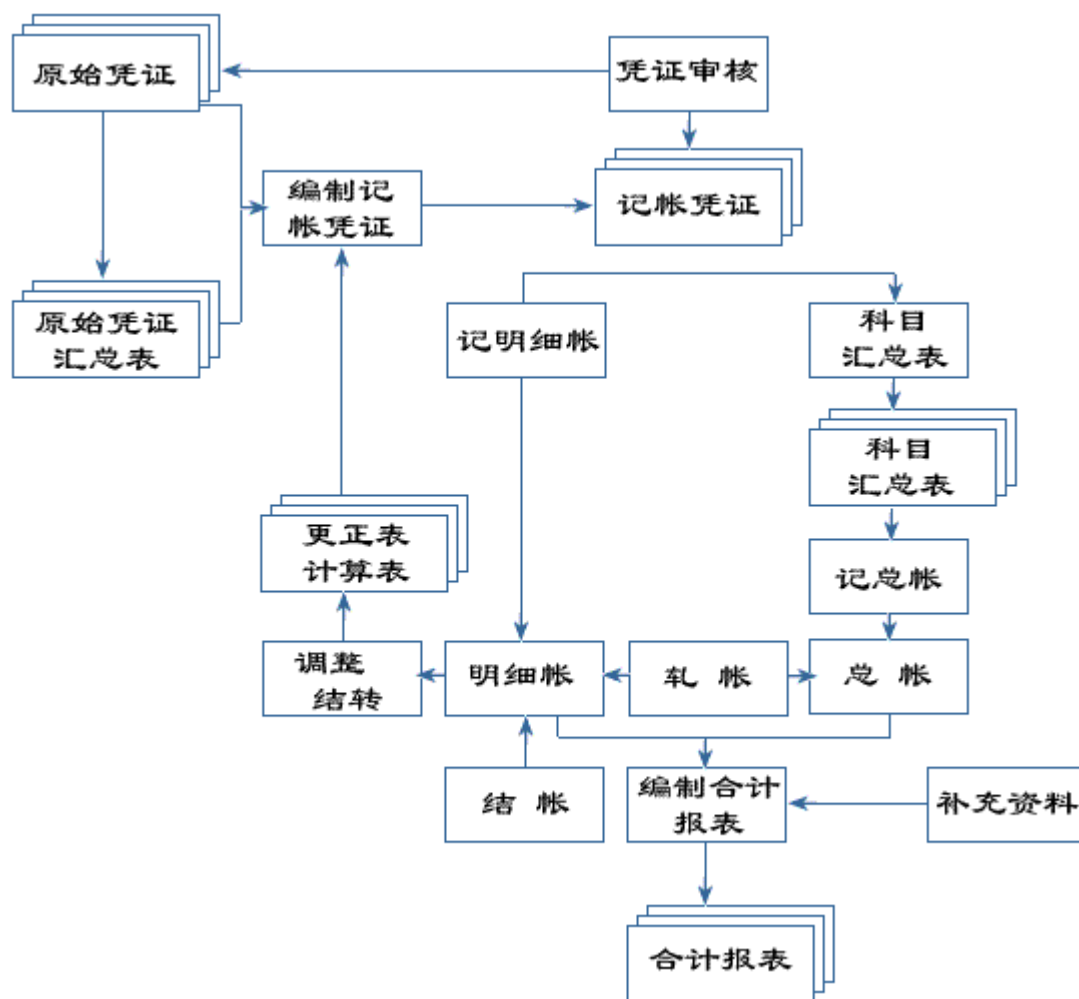 原始凭证
凭证审核
编制记
帐凭证
记帐凭证
原始凭证
汇总表
记明细帐
科目
汇总表
科目
汇总表
更正表
计算表
记总帐
调整
结转
明细帐
轧 帐
总 帐
结 帐
编制合计
报表
补充资料
合计报表